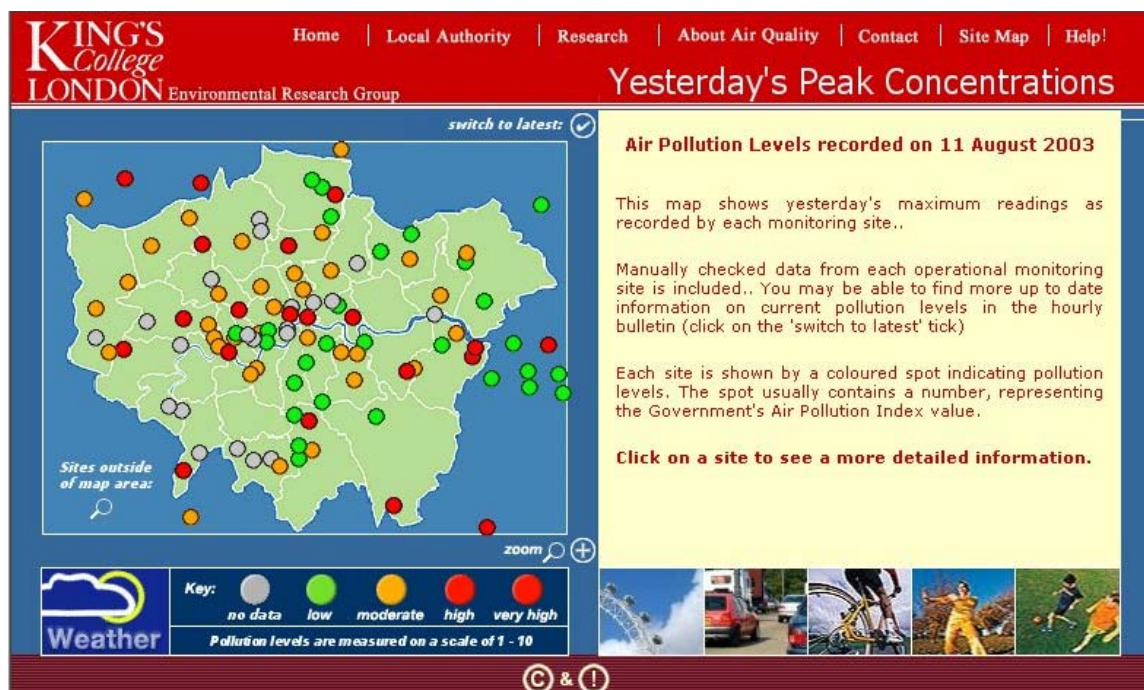 KING'S
College
LONDON Environmental Research Group
Home | Local Authority | Research | About Air Quality | Contact | Site Map | Help!
Yesterday's Peak Concentrations
switch to latest:
Sites outside
of map area:
zoom
Weather
Key:
no data low moderate high very high
Pollution levels are measured on a scale of 1 - 10
Air Pollution Levels recorded on 11 August 2003
This map shows yesterday's maximum readings as
recorded by each monitoring site..
Manually checked data from each operational monitoring
site is included.. You may be able to find more up to date
information on current pollution levels in the hourly
bulletin (click on the 'switch to latest' tick)
Each site is shown by a coloured spot indicating pollution
levels. The spot usually contains a number, representing
the Government's Air Pollution Index value.
Click on a site to see a more detailed information.
© & !